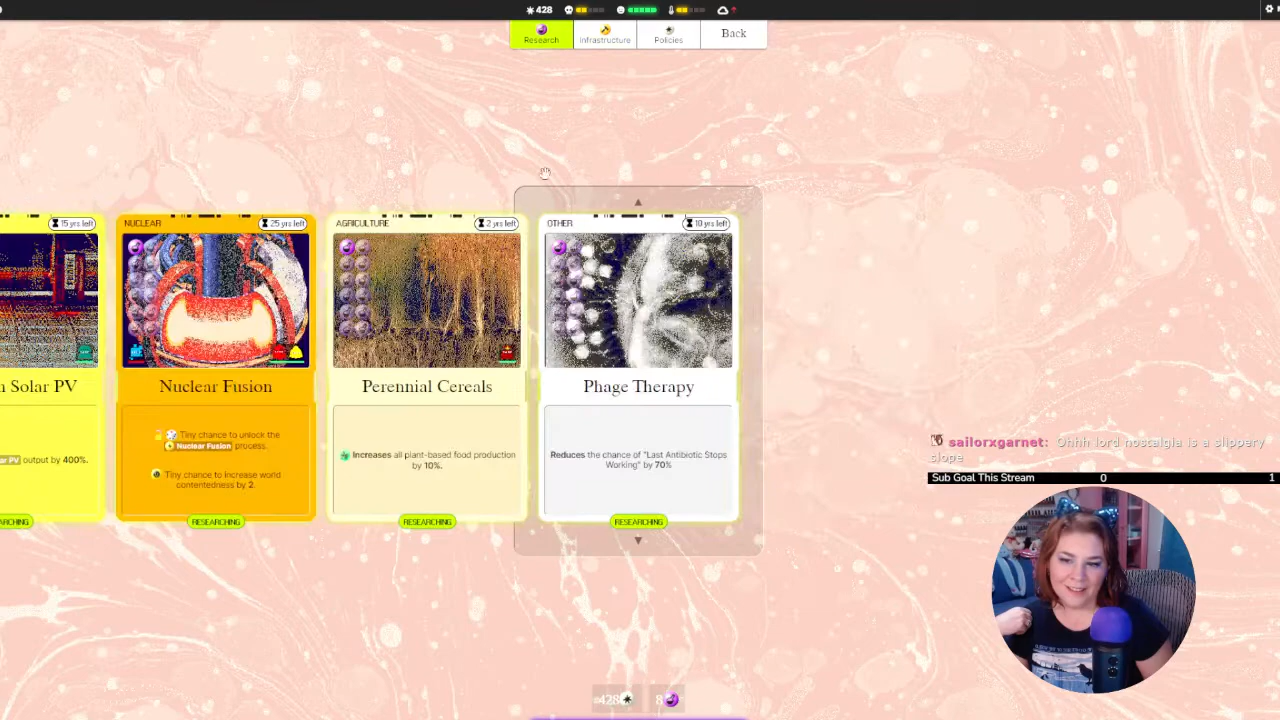 428
Research
Infrastructure
Policies
Back
15 yrs left
NUCLEAR
25 yrs left
AGRICULTURE
2 yrs left
OTHER
10 yrs left
Solar PV
Nuclear Fusion
Perennial Cereals
Phage Therapy
PV output by 400%.
Tiny chance to unlock the
Nuclear Fusion process.
Tiny chance to increase world
contentedness by 2.
Increases all plant-based food production
by 10%.
Reduces the chance of "Last Antibiotic Stops
Working" by 70%
RESEARCHING
RESEARCHING
RESEARCHING
sailorxgarnet: Ohhh lord nostalgia is a slippery
slope
Sub Goal This Stream 0 1
428
8